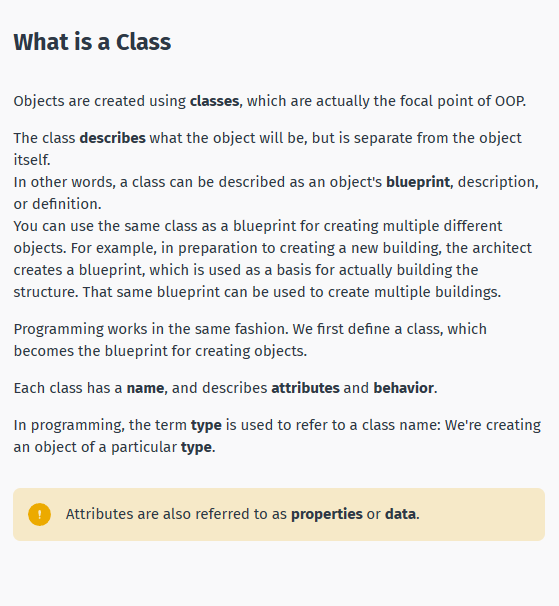 What is a Class
Objects are created using classes, which are actually the focal point of OOP.
The class describes what the object will be, but is separate from the object
itself.
In other words, a class can be described as an object's blueprint, description,
or definition.
You can use the same class as a blueprint for creating multiple different
objects. For example, in preparation to creating a new building, the architect
creates a blueprint, which is used as a basis for actually building the
structure. That same blueprint can be used to create multiple buildings.
Programming works in the same fashion. We first define a class, which
becomes the blueprint for creating objects.
Each class has a name, and describes attributes and behavior.
In programming, the term type is used to refer to a class name: We're creating
an object of a particular type.
! Attributes are also referred to as properties or data.